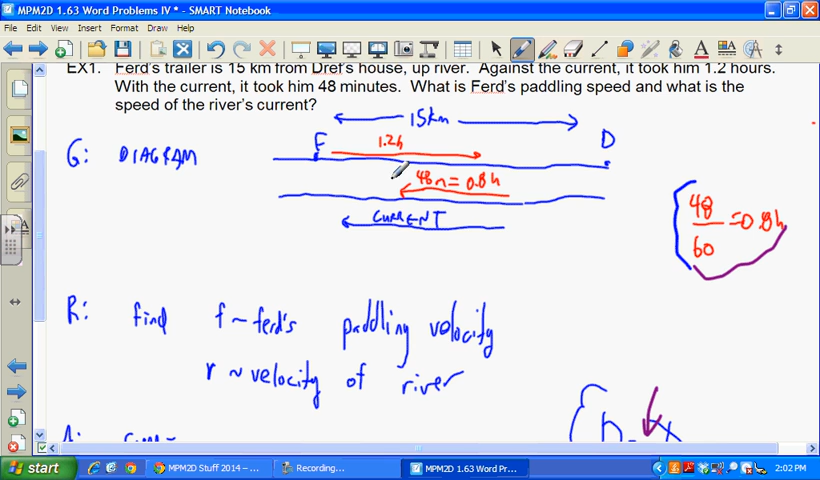 MPM2D 1.63 Word Problems IV * - SMART Notebook
File Edit View Insert Format Tools Add-ons Draw Help
EX1. Ferd's trailer is 15 km from Dref's house, up river. Against the current, it took him 1.2 hours.
With the current, it took him 48 minutes. What is Ferd's paddling speed and what is the
speed of the river's current?
15km
F 1.2h D
G: DIAGRAM
48m = 0.8h
CURRENT
48
60
=0.8h
R: find f ~ ferd's paddling velocity
r ~ velocity of river
start
MPM2D Stuff 2014 – ...
Recording...
MPM2D 1.63 Word Pr...
2:02 PM